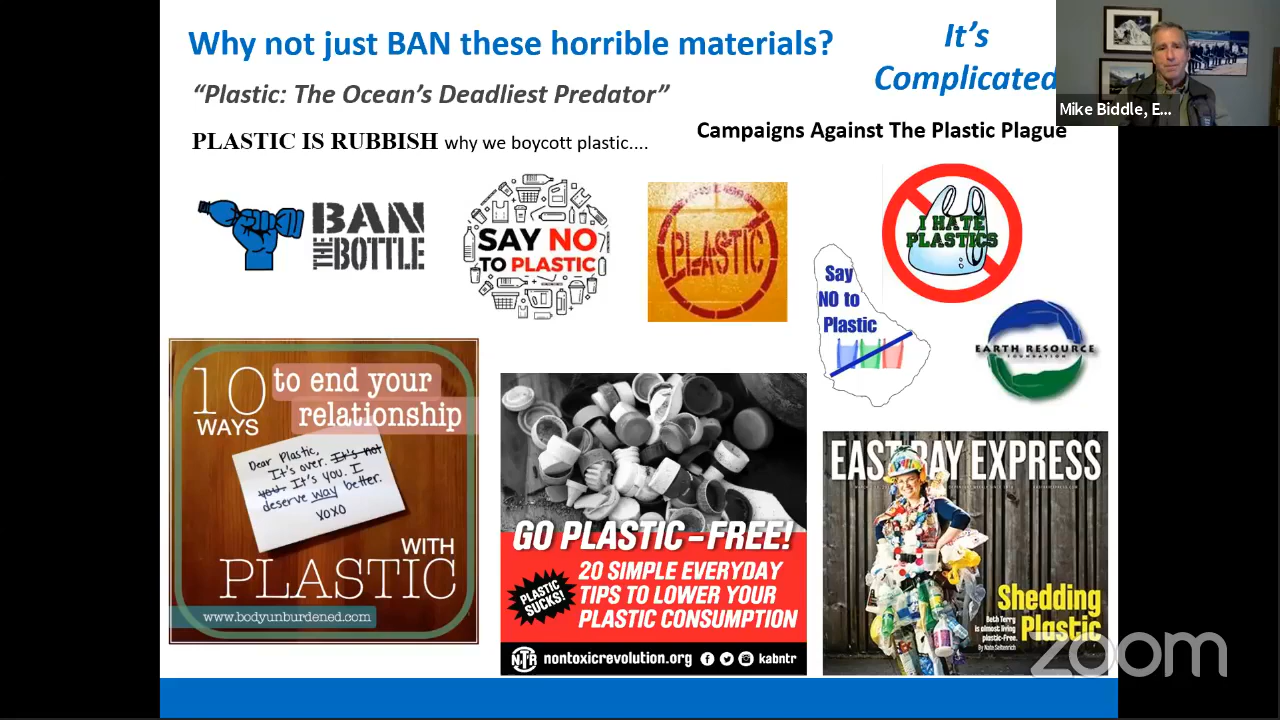 Why not just BAN these horrible materials?
It's
Complicated
Mike Biddle, E...
“Plastic: The Ocean's Deadliest Predator”
PLASTIC IS RUBBISH why we boycott plastic....
Campaigns Against The Plastic Plague
BAN
THE BOTTLE
SAY NO
TO PLASTIC
PLASTIC
I HATE
PLASTICS
Say
NO to
Plastic
EARTH RESOURCE
FOUNDATION
10
WAYS
to end your
relationship
Dear Plastic,
It's over. It's not
you. It's you. I
deserve way better.
xoxo
WITH
PLASTIC
www.bodyunburdened.com
GO PLASTIC-FREE!
PLASTIC
SUCKS!
20 SIMPLE EVERYDAY
TIPS TO LOWER YOUR
PLASTIC CONSUMPTION
NTR nontoxicrevolution.org kabntr
EAST BAY EXPRESS
Shedding
Plastic
Beth Terry
is almost living
plastic-free.
By Nate Seltenrich
zoom